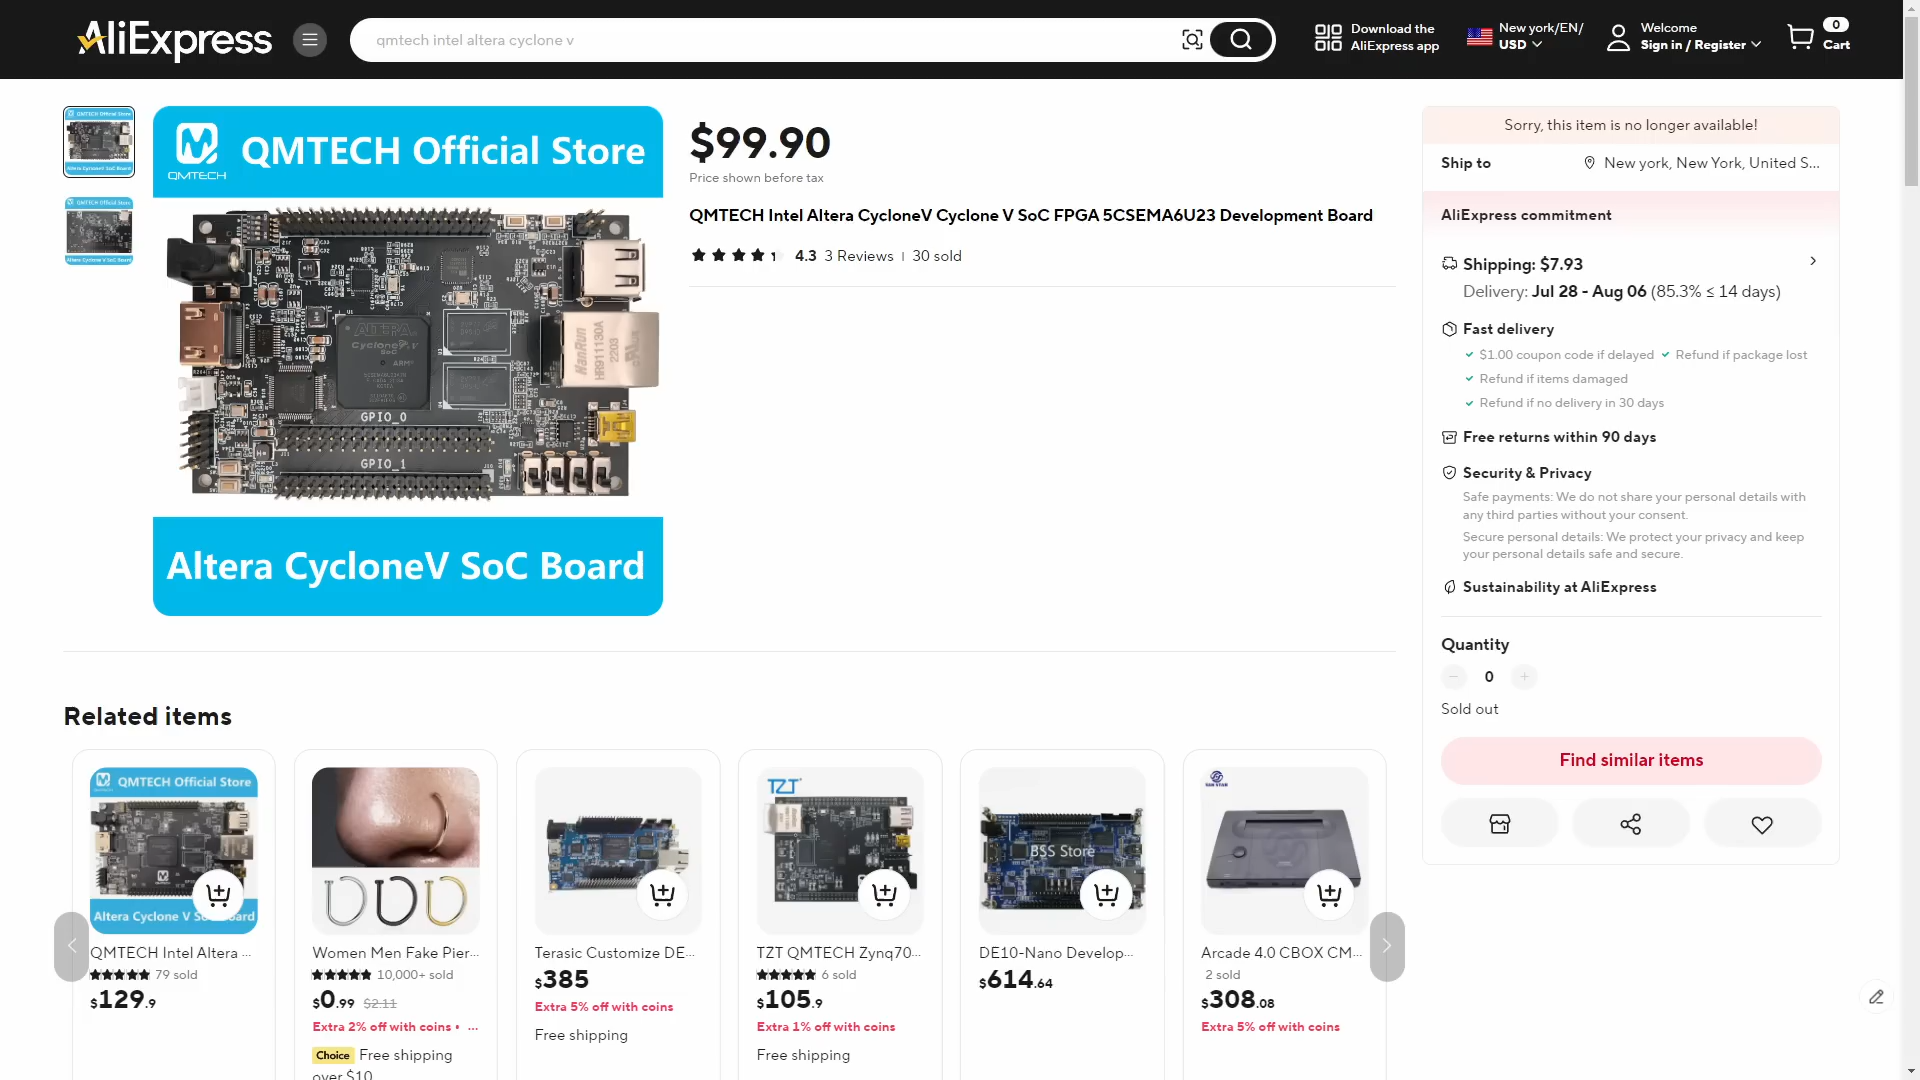 AliExpress
qmtech intel altera cyclone v
Download the
AliExpress app
New york/EN/
USD
Welcome
Sign in / Register
0
Cart
QMTECH
QMTECH Official Store
GPIO_0
GPIO_1
Altera CycloneV SoC Board
$99.90
Price shown before tax
QMTECH Intel Altera CycloneV Cyclone V SoC FPGA 5CSEMA6U23 Development Board
4.3 3 Reviews | 30 sold
Sorry, this item is no longer available!
Ship to
New york, New York, United S...
AliExpress commitment
Shipping: $7.93
Delivery: Jul 28 - Aug 06 (85.3% ≤ 14 days)
Fast delivery
$1.00 coupon code if delayed
Refund if package lost
Refund if items damaged
Refund if no delivery in 30 days
Free returns within 90 days
Security & Privacy
Safe payments: We do not share your personal details with
any third parties without your consent.
Secure personal details: We protect your privacy and keep
your personal details safe and secure.
Sustainability at AliExpress
Quantity
0
Sold out
Find similar items
Related items
QMTECH Official Store
QMTECH Intel Altera ...
79 sold
$129.9
Women Men Fake Pier...
10,000+ sold
$0.99 $2.11
Extra 2% off with coins • ...
Choice Free shipping
over $10
Terasic Customize DE...
$385
Extra 5% off with coins
Free shipping
TZT
TZT QMTECH Zynq70...
6 sold
$105.9
Extra 1% off with coins
Free shipping
BSS Store
DE10-Nano Develop...
$614.64
Arcade 4.0 CBOX CM...
2 sold
$308.08
Extra 5% off with coins